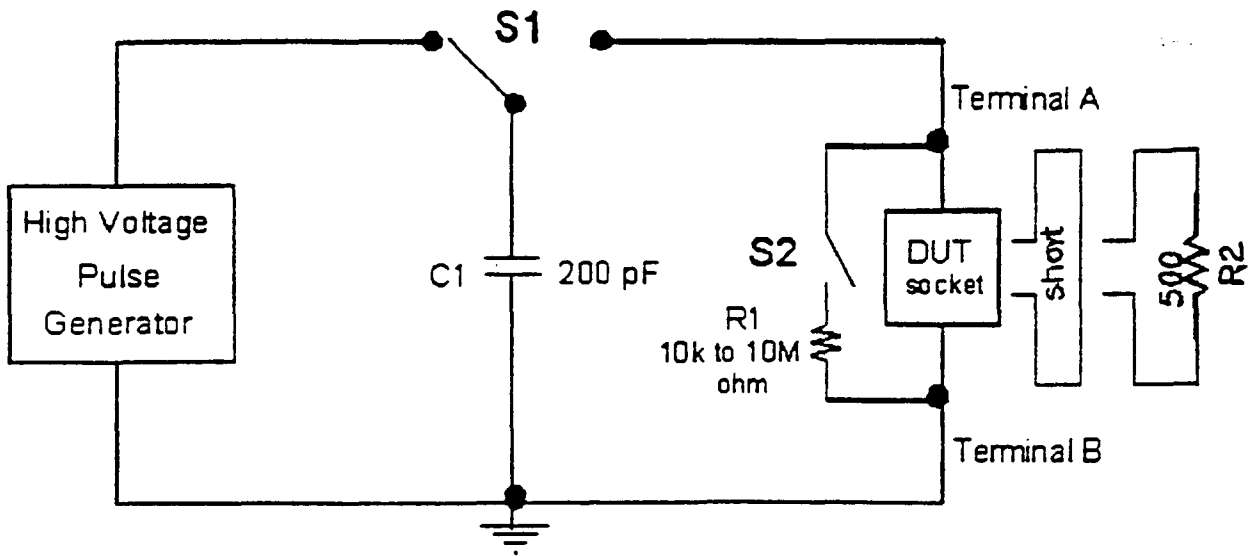 S1
Terminal A
High Voltage
Pulse
Generator
C1
200 pF
S2
R1
10k to 10M
ohm
DUT
socket
short
500
R2
Terminal B